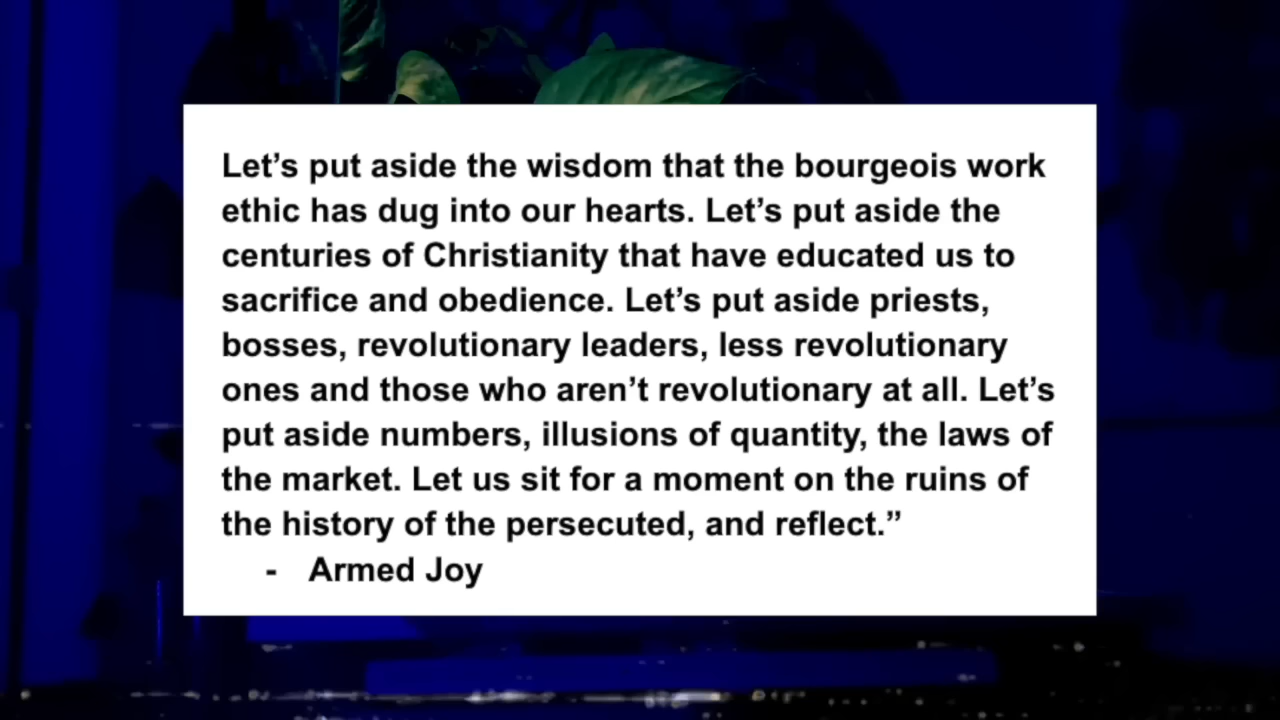 Let’s put aside the wisdom that the bourgeois work
ethic has dug into our hearts. Let’s put aside the
centuries of Christianity that have educated us to
sacrifice and obedience. Let’s put aside priests,
bosses, revolutionary leaders, less revolutionary
ones and those who aren’t revolutionary at all. Let’s
put aside numbers, illusions of quantity, the laws of
the market. Let us sit for a moment on the ruins of
the history of the persecuted, and reflect.”
- Armed Joy